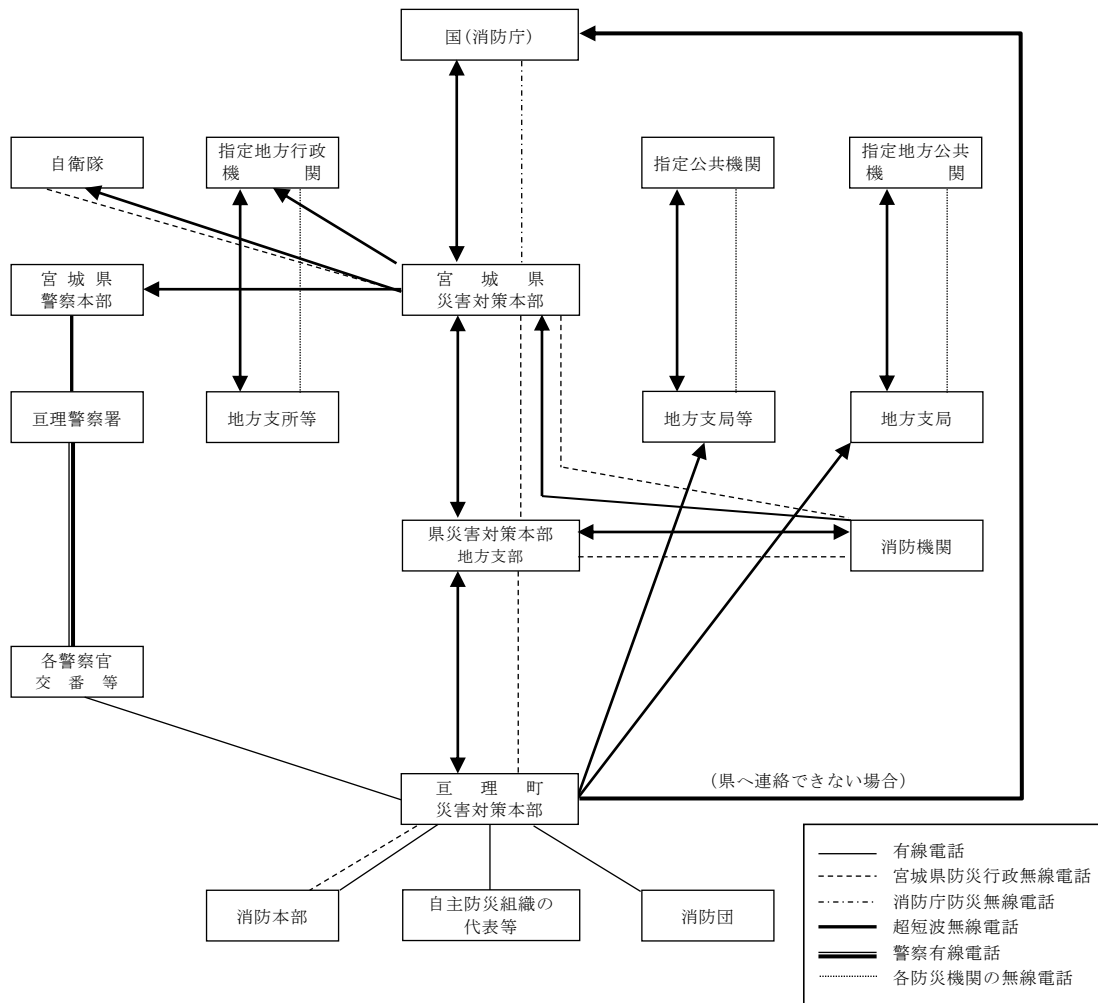 国(消防庁)
自衛隊
指定地方行政
機　　　関
指定公共機関
指定地方公共
機　　　関
宮 城 県
警察本部
宮　城　県
災害対策本部
亘理警察署
地方支所等
地方支局等
地方支局
県災害対策本部
地方支部
消防機関
各警察官
交　番　等
亘　理　町
災害対策本部
(県へ連絡できない場合)
消防本部
自主防災組織の
代表等
消防団
有線電話
宮城県防災行政無線電話
消防庁防災無線電話
超短波無線電話
警察有線電話
各防災機関の無線電話